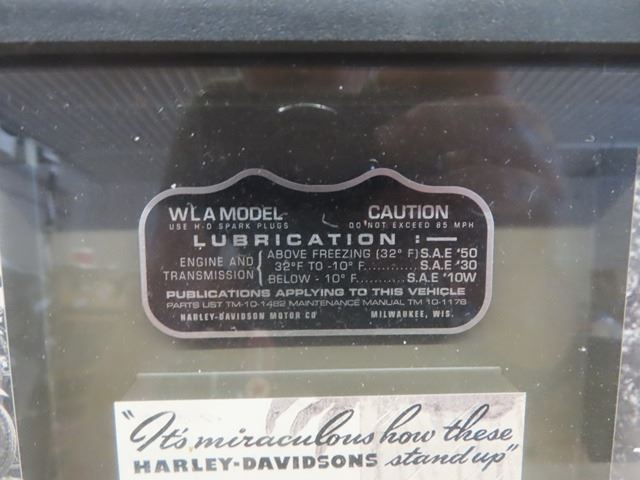 WLA MODEL CAUTION
USE H-D SPARK PLUGS DO NOT EXCEED 65 MPH
LUBRICATION :—
ENGINE AND TRANSMISSION { ABOVE FREEZING (32° F) S.A.E '50
32°F TO -10° F........... S.A.E '30
BELOW - 10° F........... S.A.E '10W
PUBLICATIONS APPLYING TO THIS VEHICLE
PARTS LIST TM-10-1482 MAINTENANCE MANUAL TM 10-1176
HARLEY-DAVIDSON MOTOR CO MILWAUKEE, WIS.
"It's miraculous how these
HARLEY-DAVIDSONS stand up"